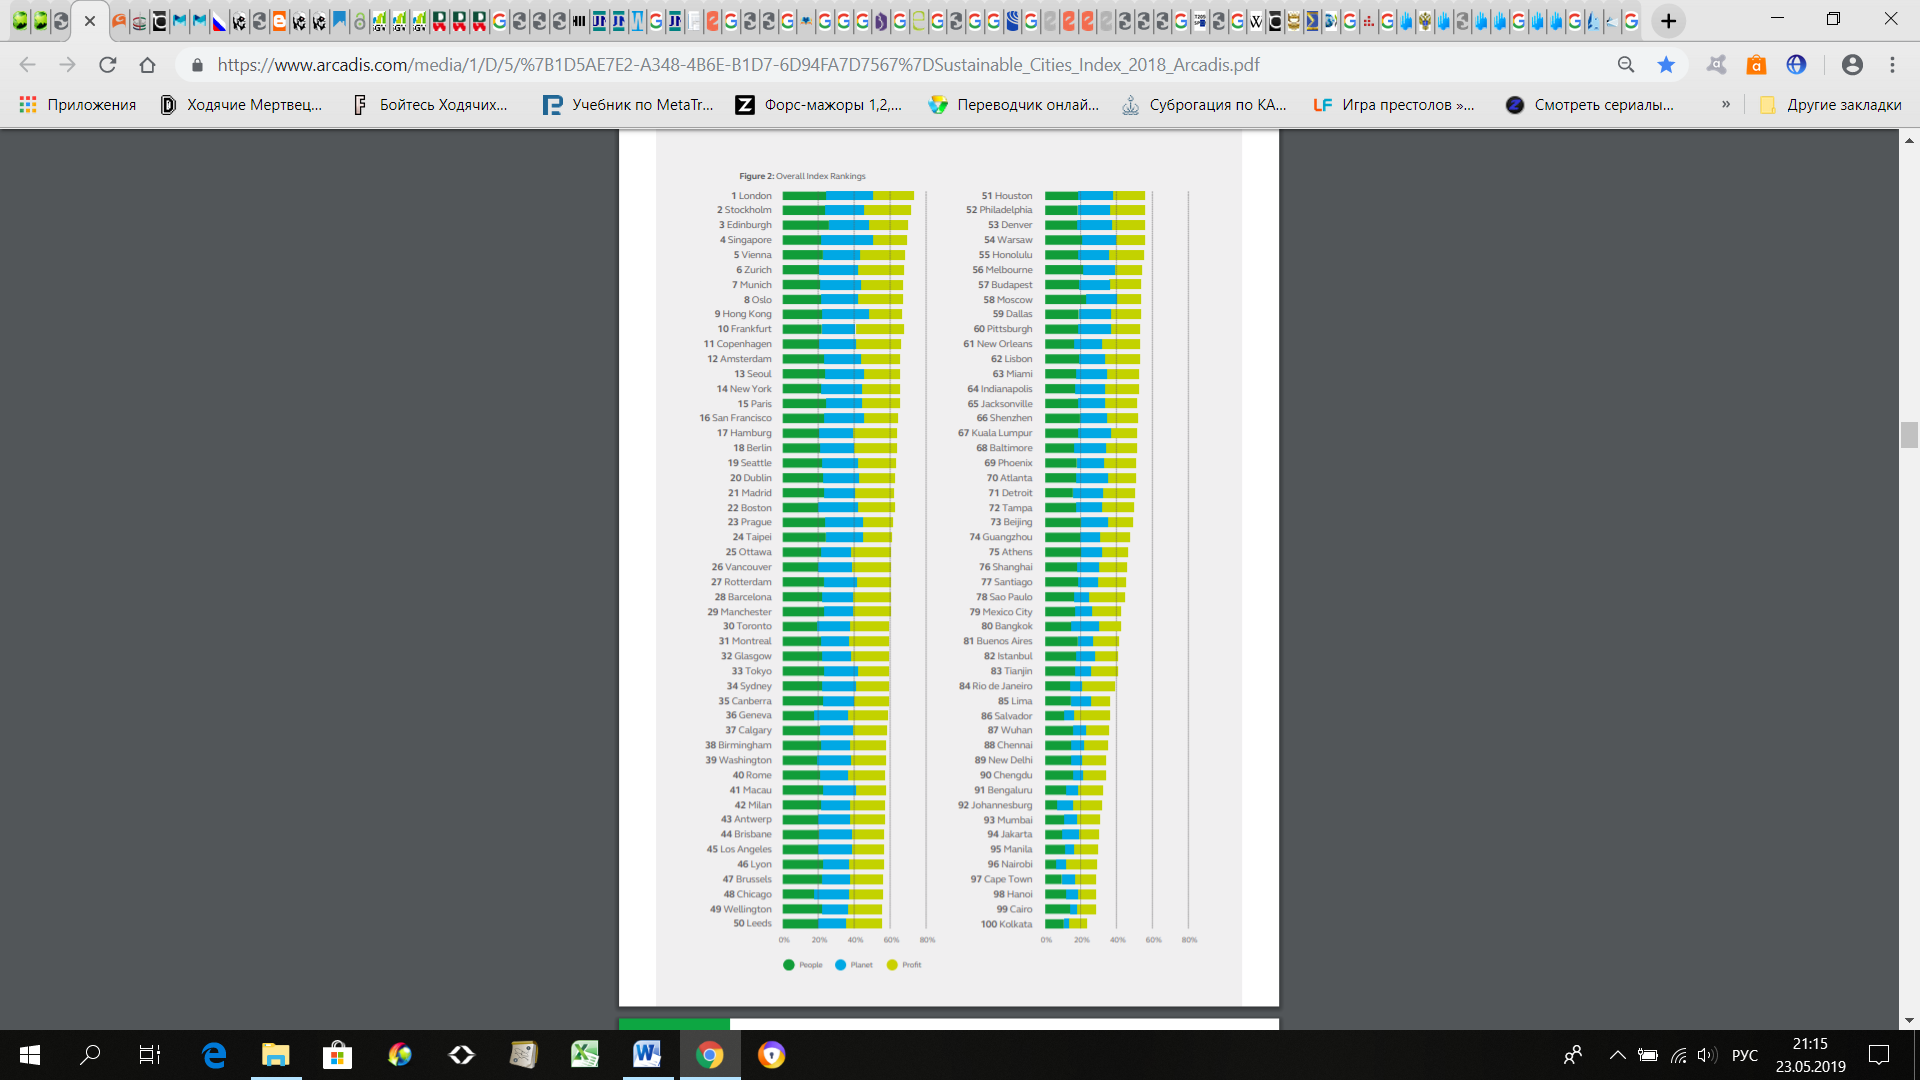 https://www.arcadis.com/media/1/D/5/%7B1D5AE7E2-A348-4B6E-B1D7-6D94FA7D7567%7DSustainable_Cities_Index_2018_Arcadis.pdf
Приложения
Ходячие Мертвец...
Бойтесь Ходячих...
Учебник по MetaTr...
Форс-мажоры 1,2,...
Переводчик онлай...
Суброгация по КА...
Игра престолов »...
Смотреть сериалы...
»
Другие закладки
Figure 2: Overall Index Rankings
1 London
2 Stockholm
3 Edinburgh
4 Singapore
5 Vienna
6 Zurich
7 Munich
8 Oslo
9 Hong Kong
10 Frankfurt
11 Copenhagen
12 Amsterdam
13 Seoul
14 New York
15 Paris
16 San Francisco
17 Hamburg
18 Berlin
19 Seattle
20 Dublin
21 Madrid
22 Boston
23 Prague
24 Taipei
25 Ottawa
26 Vancouver
27 Rotterdam
28 Barcelona
29 Manchester
30 Toronto
31 Montreal
32 Glasgow
33 Tokyo
34 Sydney
35 Canberra
36 Geneva
37 Calgary
38 Birmingham
39 Washington
40 Rome
41 Macau
42 Milan
43 Antwerp
44 Brisbane
45 Los Angeles
46 Lyon
47 Brussels
48 Chicago
49 Wellington
50 Leeds
0% 20% 40% 60% 80%
51 Houston
52 Philadelphia
53 Denver
54 Warsaw
55 Honolulu
56 Melbourne
57 Budapest
58 Moscow
59 Dallas
60 Pittsburgh
61 New Orleans
62 Lisbon
63 Miami
64 Indianapolis
65 Jacksonville
66 Shenzhen
67 Kuala Lumpur
68 Baltimore
69 Phoenix
70 Atlanta
71 Detroit
72 Tampa
73 Beijing
74 Guangzhou
75 Athens
76 Shanghai
77 Santiago
78 Sao Paulo
79 Mexico City
80 Bangkok
81 Buenos Aires
82 Istanbul
83 Tianjin
84 Rio de Janeiro
85 Lima
86 Salvador
87 Wuhan
88 Chennai
89 New Delhi
90 Chengdu
91 Bengaluru
92 Johannesburg
93 Mumbai
94 Jakarta
95 Manila
96 Nairobi
97 Cape Town
98 Hanoi
99 Cairo
100 Kolkata
0% 20% 40% 60% 80%
People Planet Profit
РУС
21:15
23.05.2019